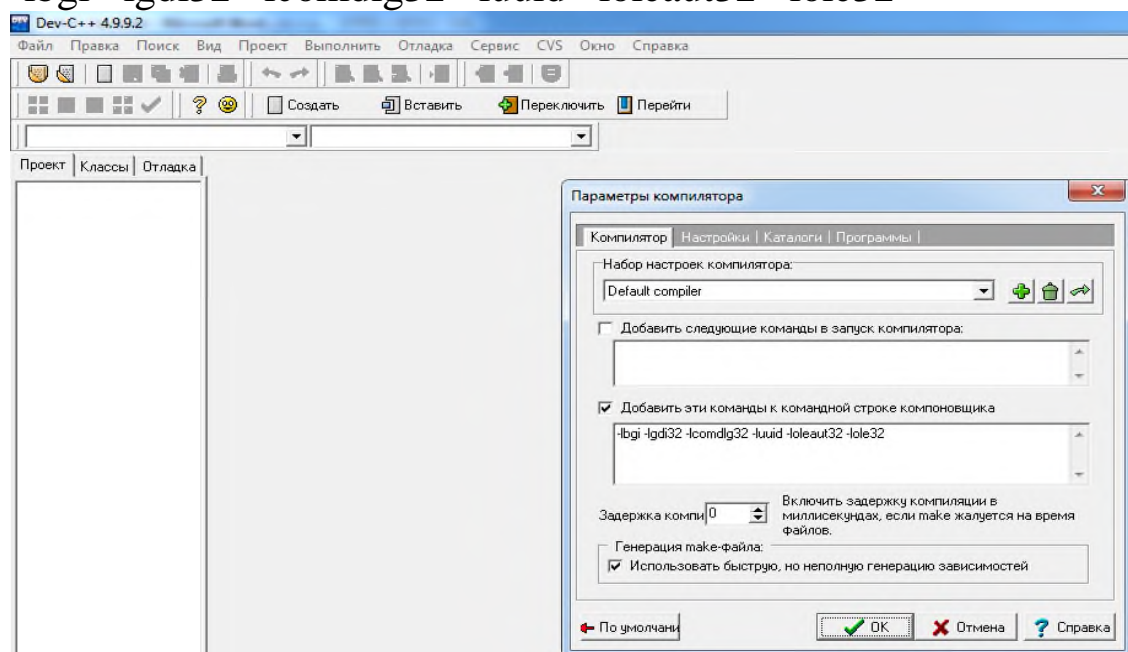 -lbgi -lgdi32 -lcomdlg32 -luuid -loleaut32 -lole32
Dev-C++ 4.9.9.2
Файл Правка Поиск Вид Проект Выполнить Отладка Сервис CVS Окно Справка
Создать Вставить Переключить Перейти
Проект Классы Отладка
Параметры компилятора
Компилятор Настройки Каталоги Программы
Набор настроек компилятора:
Default compiler
Добавить следующие команды в запуск компилятора:
Добавить эти команды к командной строке компоновщика
-lbgi -lgdi32 -lcomdlg32 -luuid -loleaut32 -lole32
Задержка компи 0
Включить задержку компиляции в
миллисекундах, если make жалуется на время
файлов.
Генерация make-файла:
Использовать быструю, но неполную генерацию зависимостей
По умолчани OK Отмена Справка